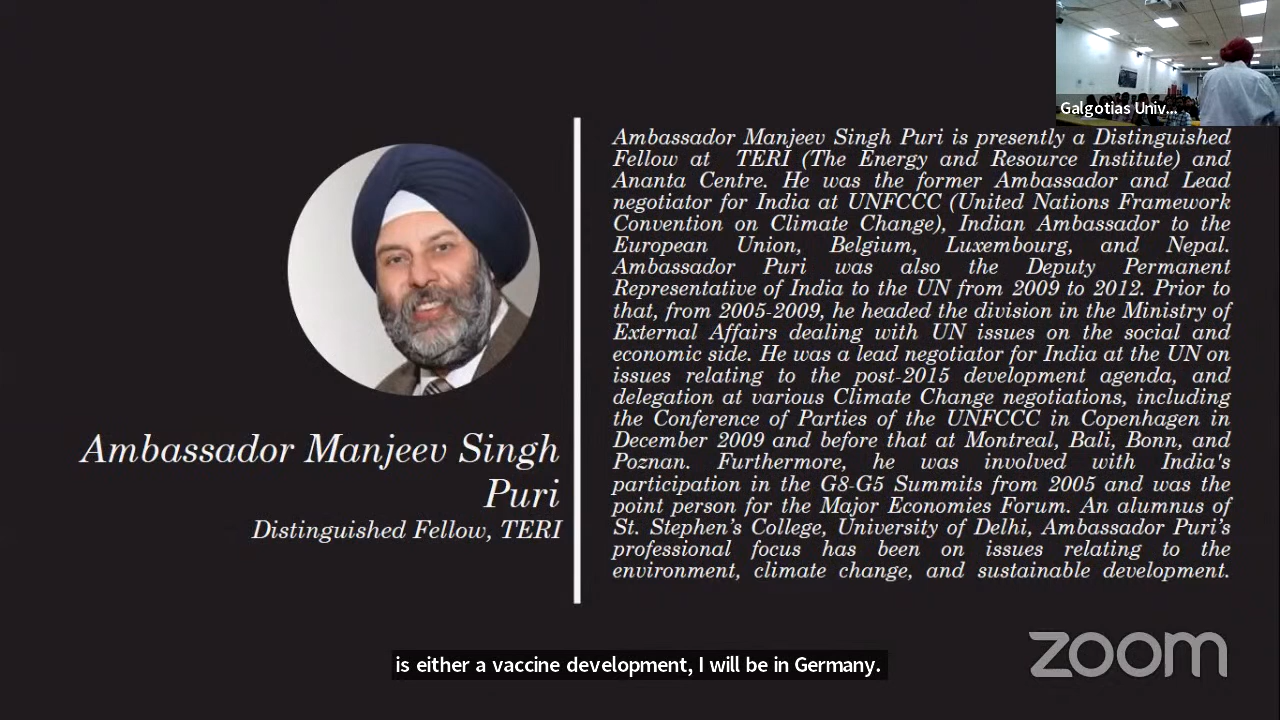 Galgotias Univ...
Ambassador Manjeev Singh Puri is presently a Distinguished
Fellow at TERI (The Energy and Resource Institute) and
Ananta Centre. He was the former Ambassador and Lead
negotiator for India at UNFCCC (United Nations Framework
Convention on Climate Change), Indian Ambassador to the
European Union, Belgium, Luxembourg, and Nepal.
Ambassador Puri was also the Deputy Permanent
Representative of India to the UN from 2009 to 2012. Prior to
that, from 2005-2009, he headed the division in the Ministry of
External Affairs dealing with UN issues on the social and
economic side. He was a lead negotiator for India at the UN on
issues relating to the post-2015 development agenda, and
delegation at various Climate Change negotiations, including
the Conference of Parties of the UNFCCC in Copenhagen in
December 2009 and before that at Montreal, Bali, Bonn, and
Poznan. Furthermore, he was involved with India's
participation in the G8-G5 Summits from 2005 and was the
point person for the Major Economies Forum. An alumnus of
St. Stephen’s College, University of Delhi, Ambassador Puri’s
professional focus has been on issues relating to the
environment, climate change, and sustainable development.
Ambassador Manjeev Singh
Puri
Distinguished Fellow, TERI
is either a vaccine development, I will be in Germany.
zoom